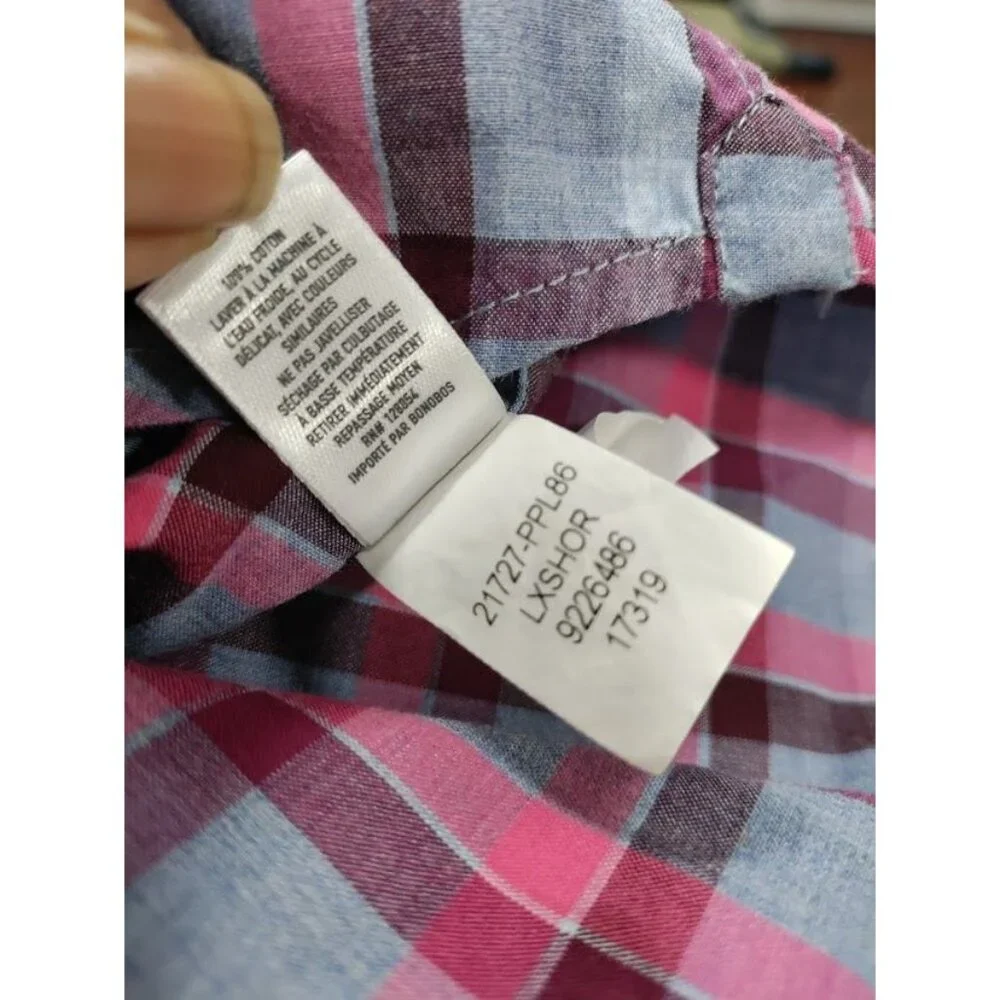 100% COTON
LAVER À LA MACHINE À
L'EAU FROIDE, AU CYCLE
DÉLICAT, AVEC COULEURS
SIMILAIRES
NE PAS JAVELLISER
SÉCHAGE PAR CULBUTAGE
À BASSE TEMPÉRATURE
RETIRER IMMÉDIATEMENT
REPASSAGE MOYEN
RN# 128054
IMPORTÉ PAR BONOBOS
21727-PPL86
LXSHOR
9226486
17319